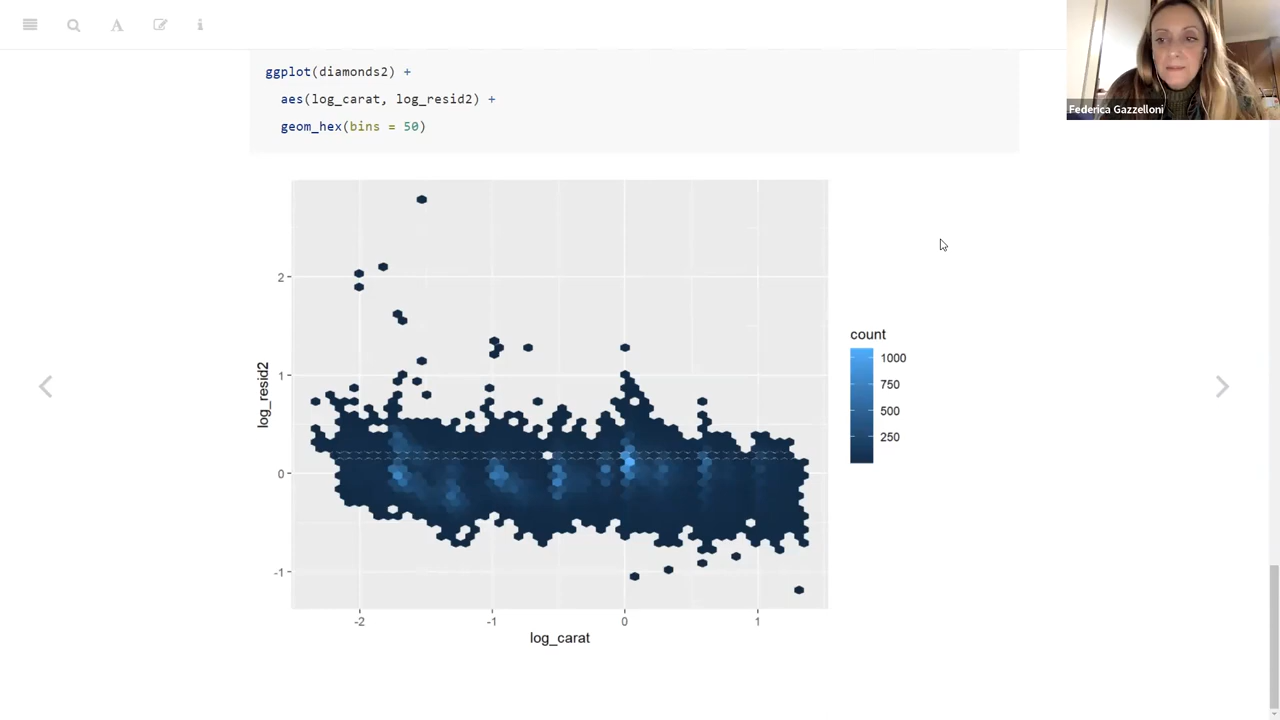 ggplot(diamonds2) +
aes(log_carat, log_resid2) +
geom_hex(bins = 50)
Federica Gazzelloni
log_resid2
2
1
0
-1
-2
-1
0
1
log_carat
count
1000
750
500
250